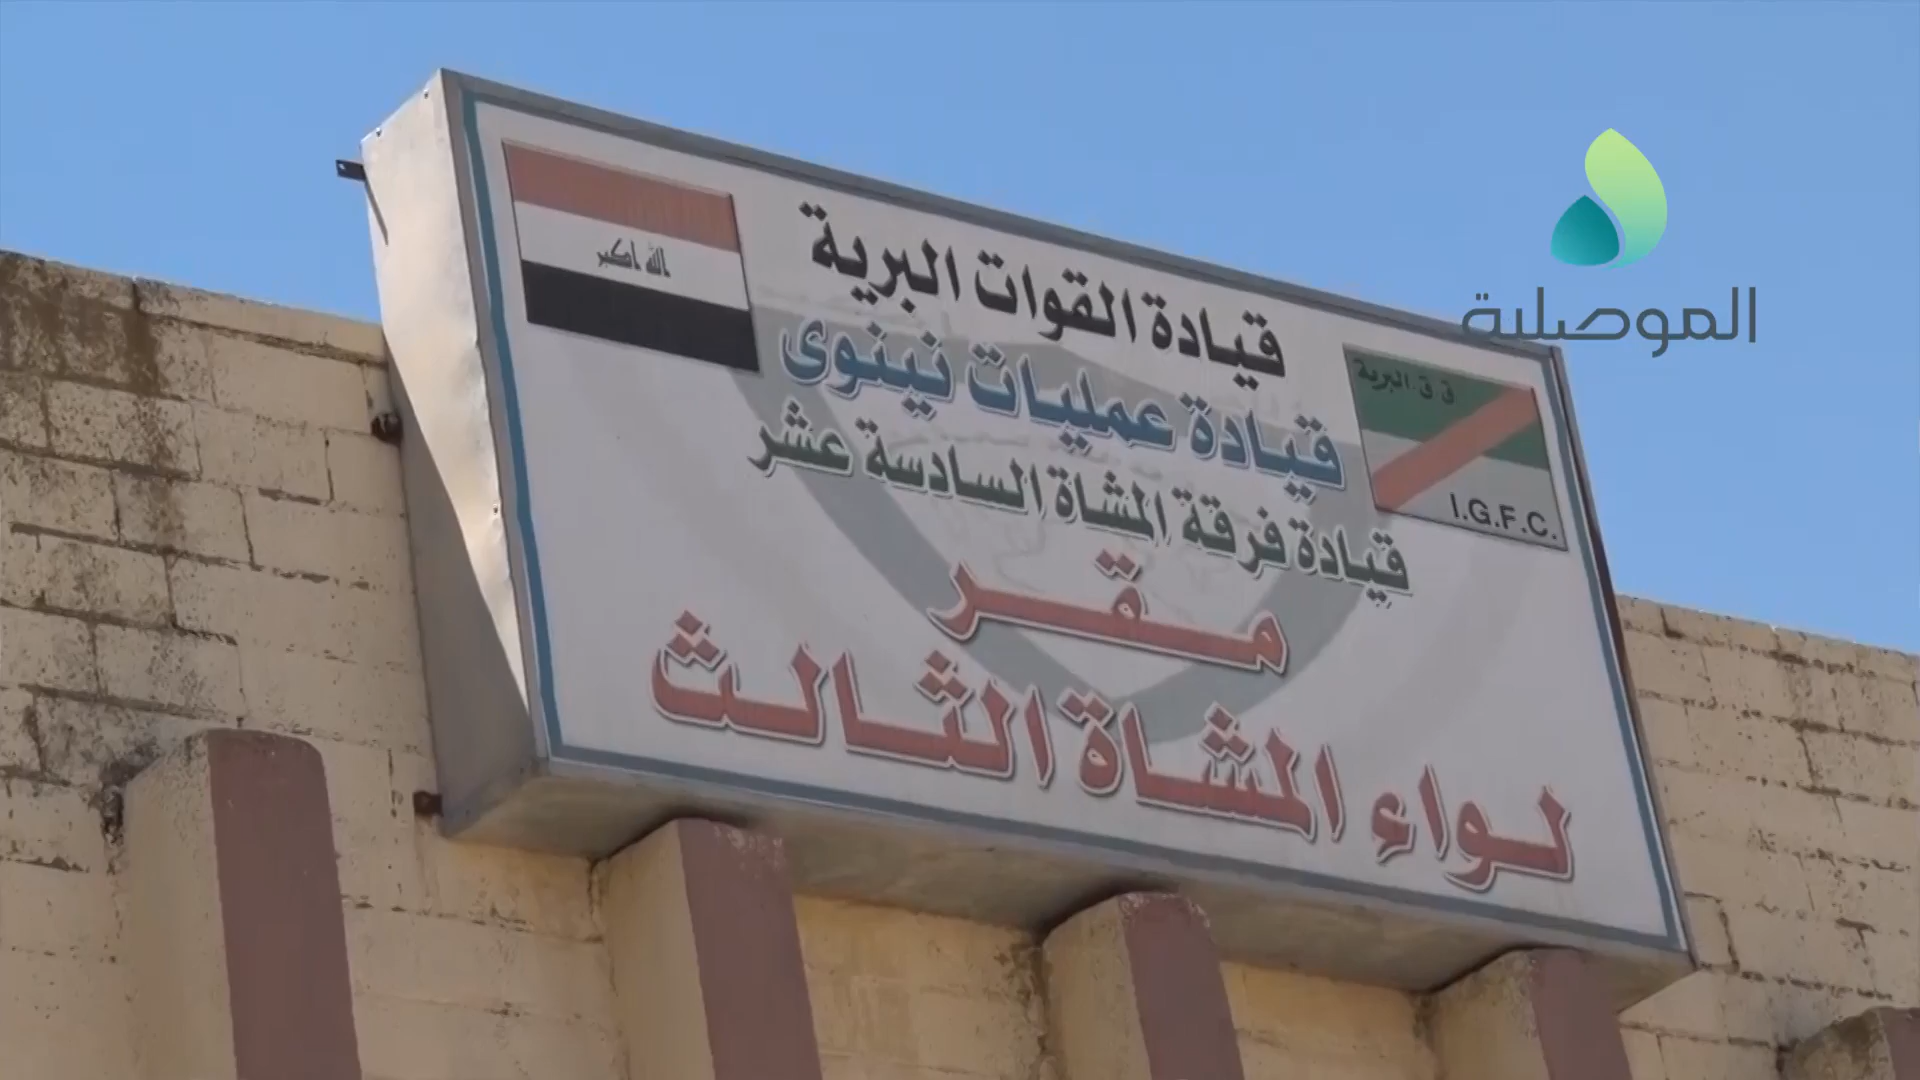 الموصلية
الله اكبر
قيادة القوات البرية
ق ق البرية
قيادة عمليات نينوى
قيادة فرقة المشاة السادسة عشر
I.G.F.C.
مقر
لواء المشاة الثالث